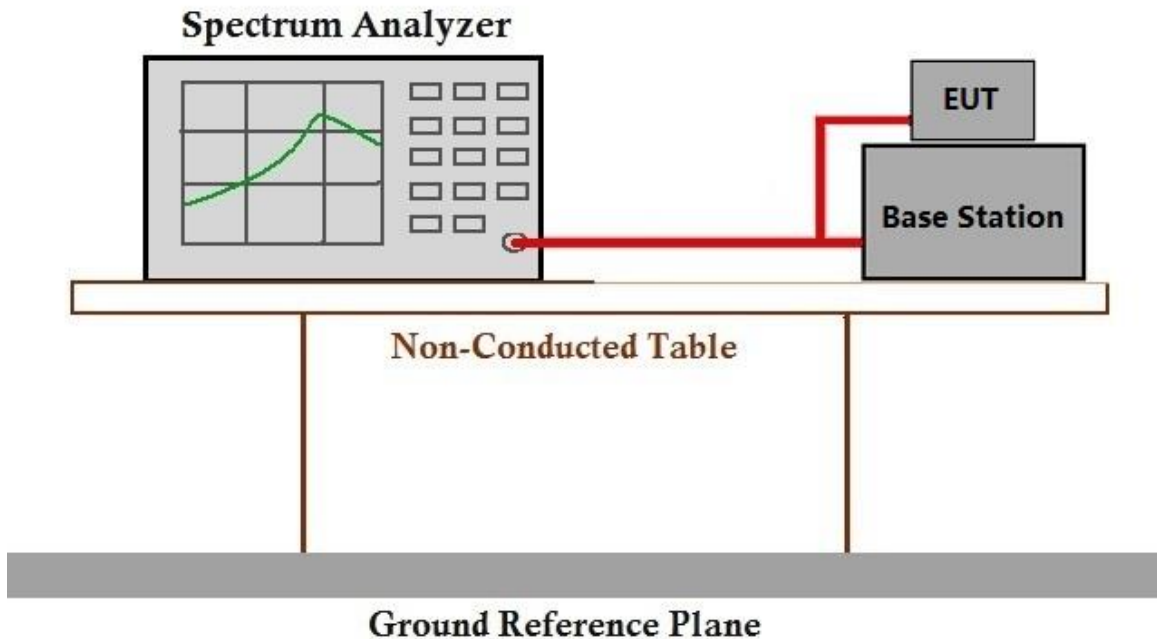 Spectrum Analyzer
EUT
Base Station
Non-Conducted Table
Ground Reference Plane